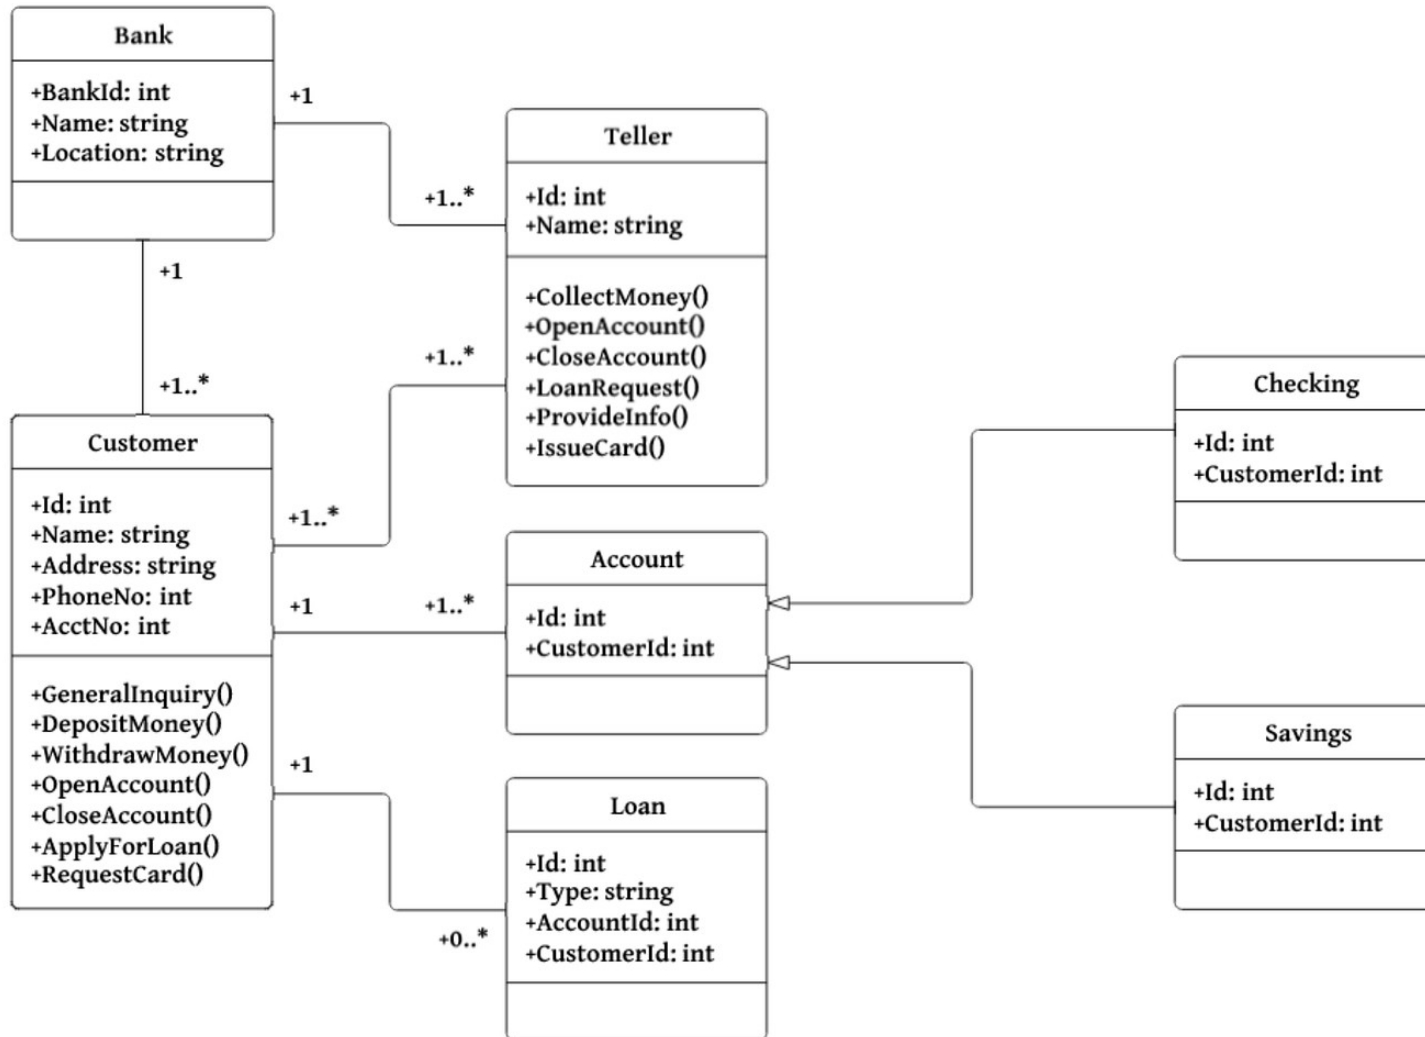 Bank
+BankId: int
+Name: string
+Location: string
+1
+1..*
+1
+1..*
Teller
+Id: int
+Name: string
+CollectMoney()
+OpenAccount()
+CloseAccount()
+LoanRequest()
+ProvideInfo()
+IssueCard()
+1..*
+1..*
Customer
+Id: int
+Name: string
+Address: string
+PhoneNo: int
+AcctNo: int
+GeneralInquiry()
+DepositMoney()
+WithdrawMoney()
+OpenAccount()
+CloseAccount()
+ApplyForLoan()
+RequestCard()
+1
+1..*
Account
+Id: int
+CustomerId: int
+1
+0..*
Loan
+Id: int
+Type: string
+AccountId: int
+CustomerId: int
Checking
+Id: int
+CustomerId: int
Savings
+Id: int
+CustomerId: int